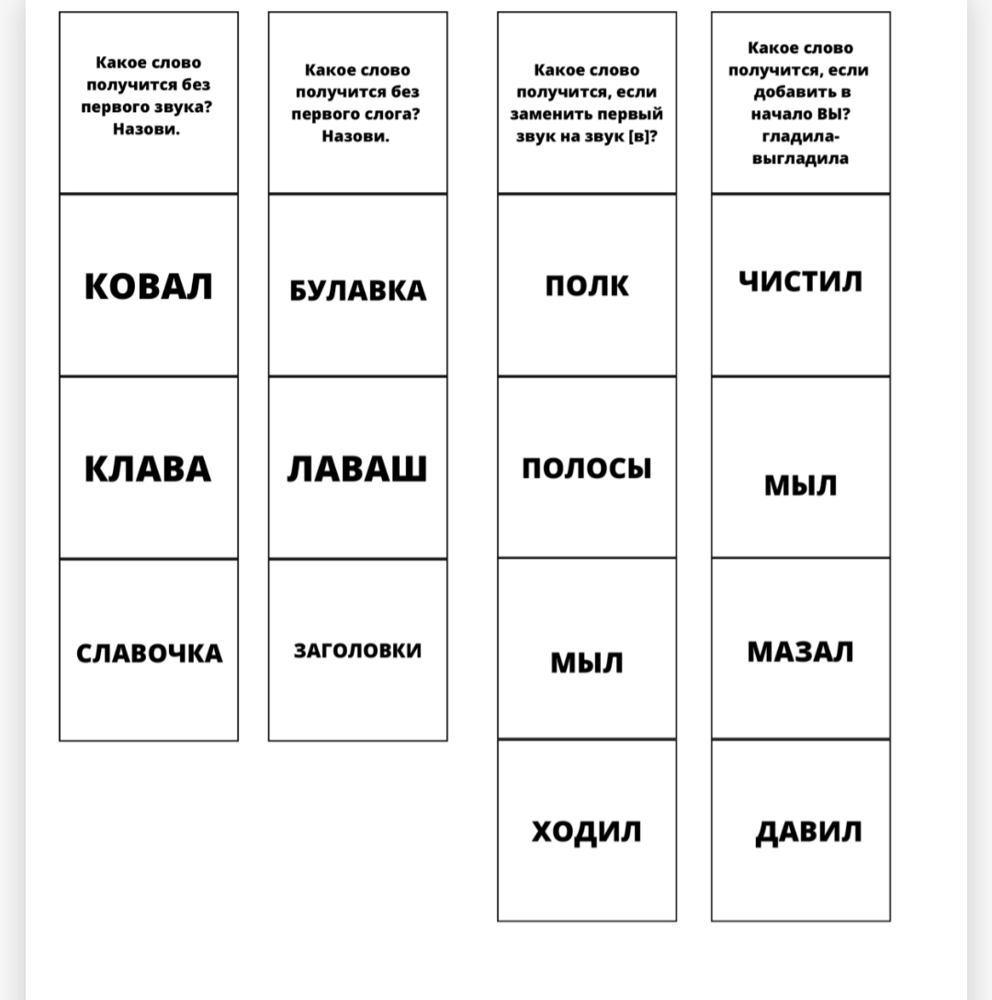 Какое слово
получится без
первого звука?
Назови.
КОВАЛ
КЛАВА
СЛАВОЧКА
Какое слово
получится без
первого слога?
Назови.
БУЛАВКА
ЛАВАШ
ЗАГОЛОВКИ
Какое слово
получится, если
заменить первый
звук на звук [в]?
ПОЛК
ПОЛОСЫ
МЫЛ
ХОДИЛ
Какое слово
получится, если
добавить в
начало ВЫ?
гладила-
выгладила
ЧИСТИЛ
МЫЛ
МАЗАЛ
ДАВИЛ